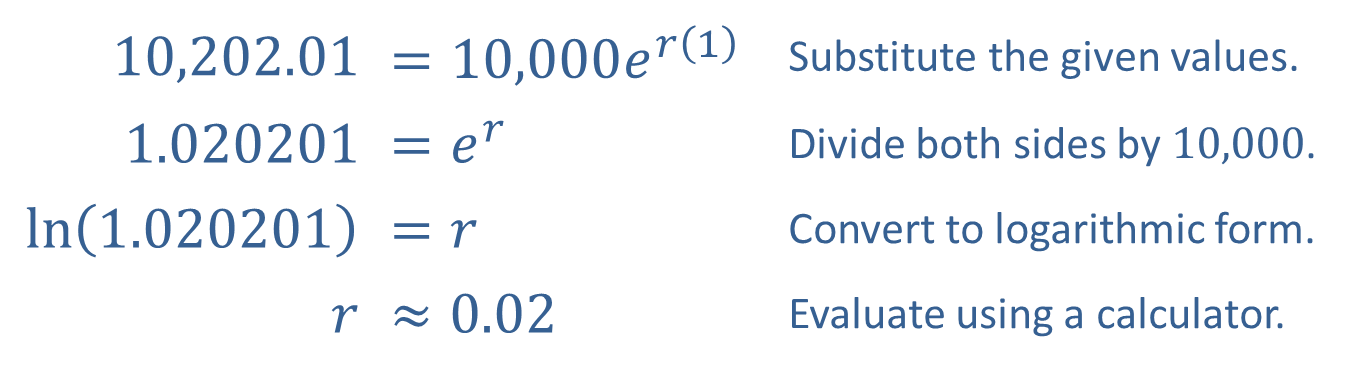 10,202.01 = 10,000e^{r(1)} Substitute the given values.
1.020201 = e^r Divide both sides by 10,000.
ln(1.020201) = r Convert to logarithmic form.
r ≈ 0.02 Evaluate using a calculator.